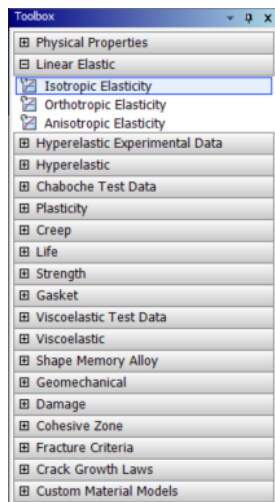 Toolbox
Physical Properties
Linear Elastic
Isotropic Elasticity
Orthotropic Elasticity
Anisotropic Elasticity
Hyperelastic Experimental Data
Hyperelastic
Chaboche Test Data
Plasticity
Creep
Life
Strength
Gasket
Viscoelastic Test Data
Viscoelastic
Shape Memory Alloy
Geomechanical
Damage
Cohesive Zone
Fracture Criteria
Crack Growth Laws
Custom Material Models